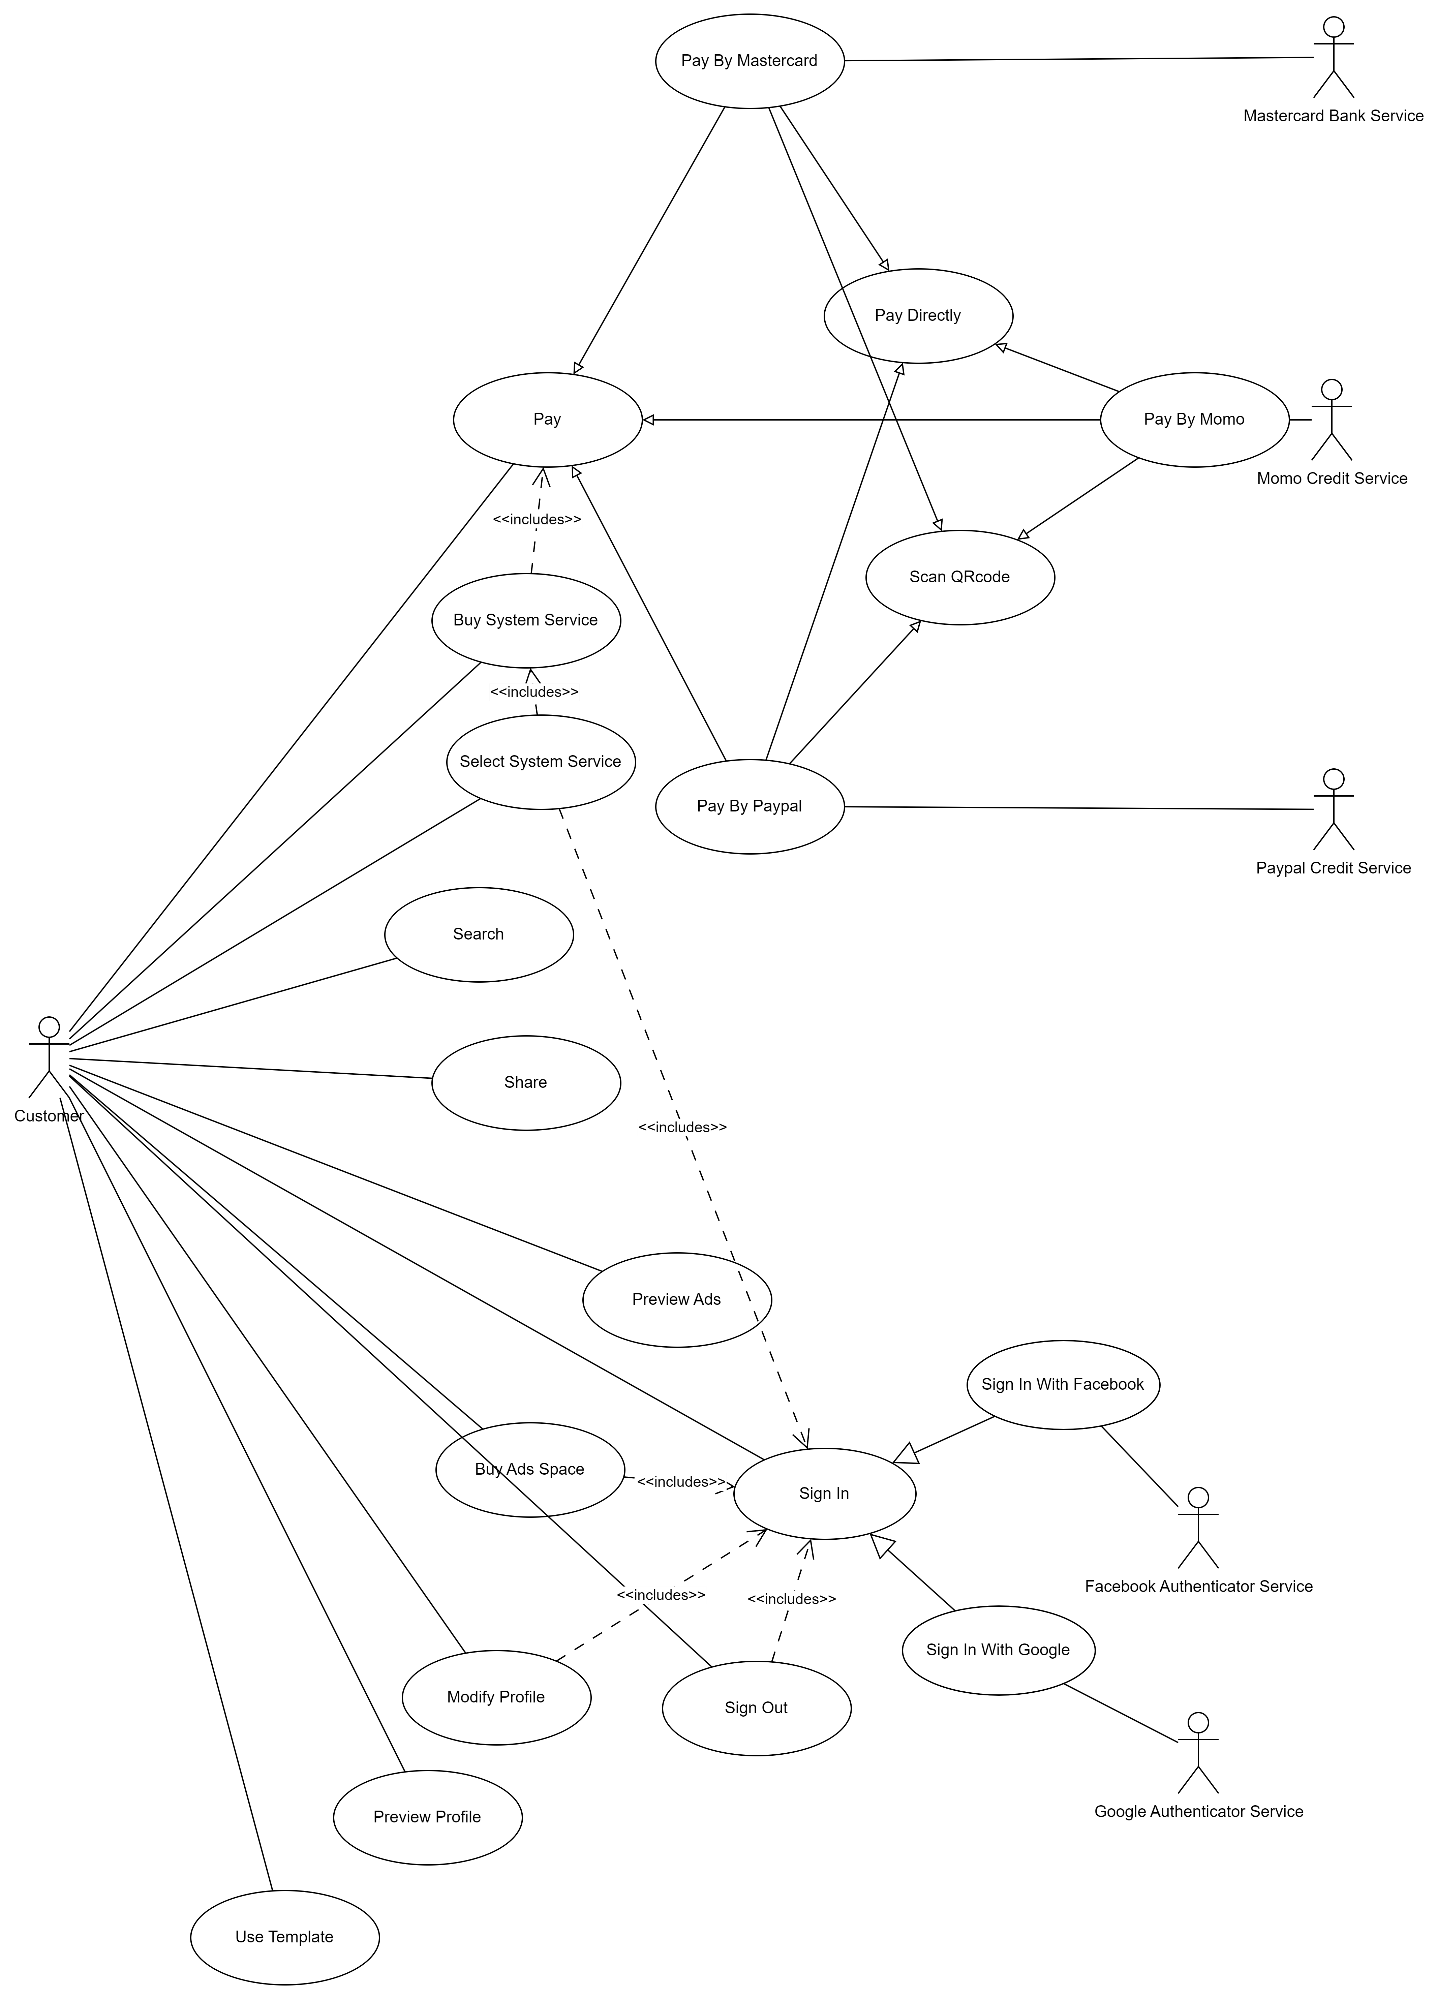 Pay By Mastercard
Mastercard Bank Service
Pay Directly
Pay
Pay By Momo
Momo Credit Service
<<includes>>
Scan QRcode
Buy System Service
<<includes>>
Select System Service
Pay By Paypal
Paypal Credit Service
Search
Share
Customer
<<includes>>
Preview Ads
Sign In With Facebook
Buy Ads Space
<<includes>>
Sign In
Facebook Authenticator Service
<<includes>>
<<includes>>
Sign In With Google
Modify Profile
Sign Out
Google Authenticator Service
Preview Profile
Use Template